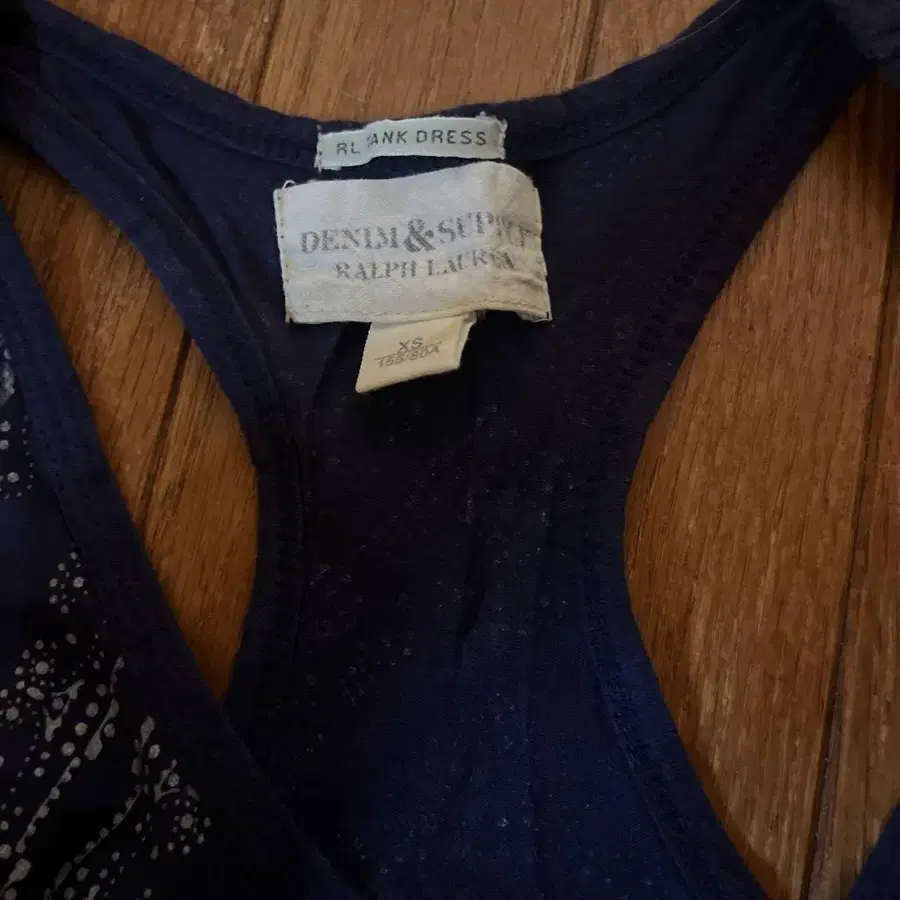 RL TANK DRESS
DENIM & SUPPLY
RALPH LAUREN
XS
155/80A